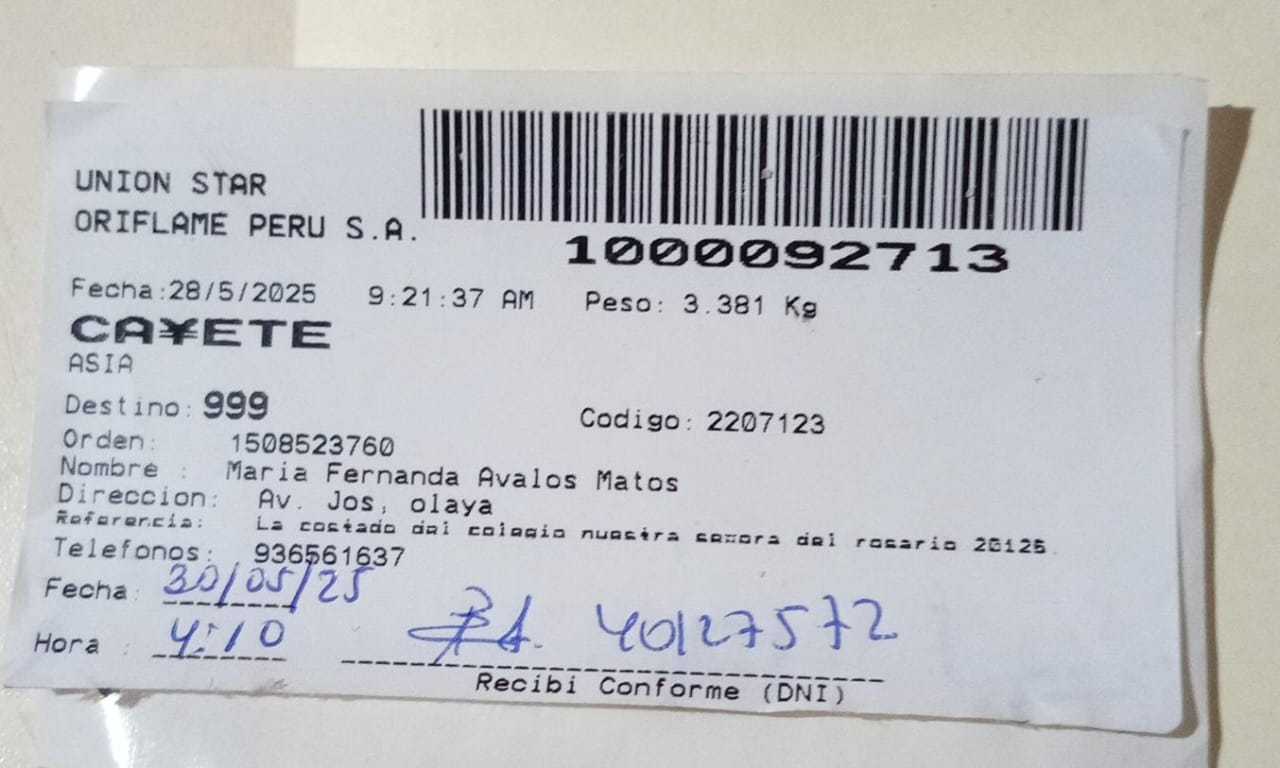 UNION STAR
ORIFLAME PERU S.A.
1000092713
Fecha:28/5/2025 9:21:37 AM Peso: 3.381 Kg
CA¥ETE
ASIA
Destino: 999 Codigo: 2207123
Orden: 1508523760
Nombre : Maria Fernanda Avalos Matos
Direccion: Av. Jos, olaya
Referencia: La costado del colegio nuestra se¤ora del rosario 20125
Telefonos: 936561637
Fecha: 30/05/25
Hora : 4:10 40127572
Recibi Conforme (DNI)